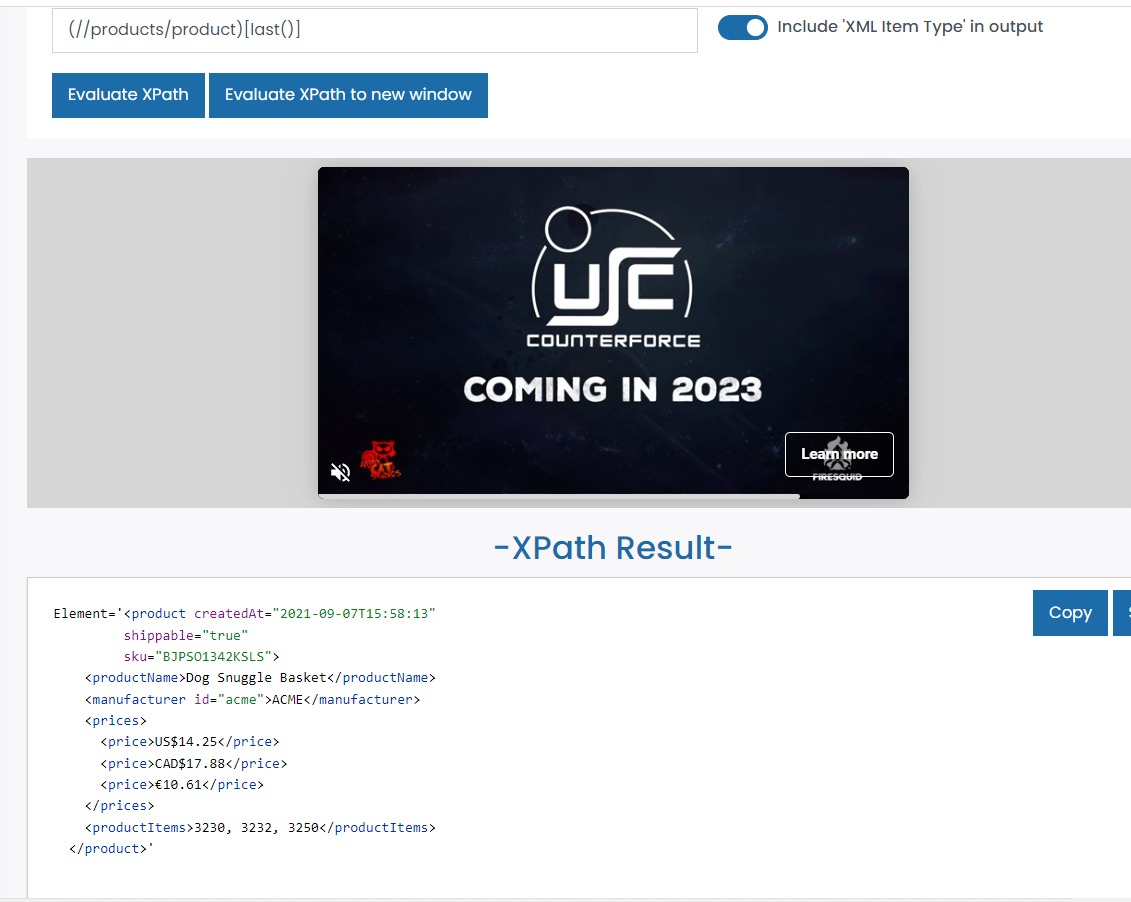 (//products/product)[last()]
Include 'XML Item Type' in output
Evaluate XPath
Evaluate XPath to new window
USC
COUNTERFORCE
COMING IN 2023
Learn more
FIRESQUID
-XPath Result-
Copy
Element='<product createdAt="2021-09-07T15:58:13"
shippable="true"
sku="BJPSO1342KSLS">
<productName>Dog Snuggle Basket</productName>
<manufacturer id="acme">ACME</manufacturer>
<prices>
<price>US$14.25</price>
<price>CAD$17.88</price>
<price>€10.61</price>
</prices>
<productItems>3230, 3232, 3250</productItems>
</product>'